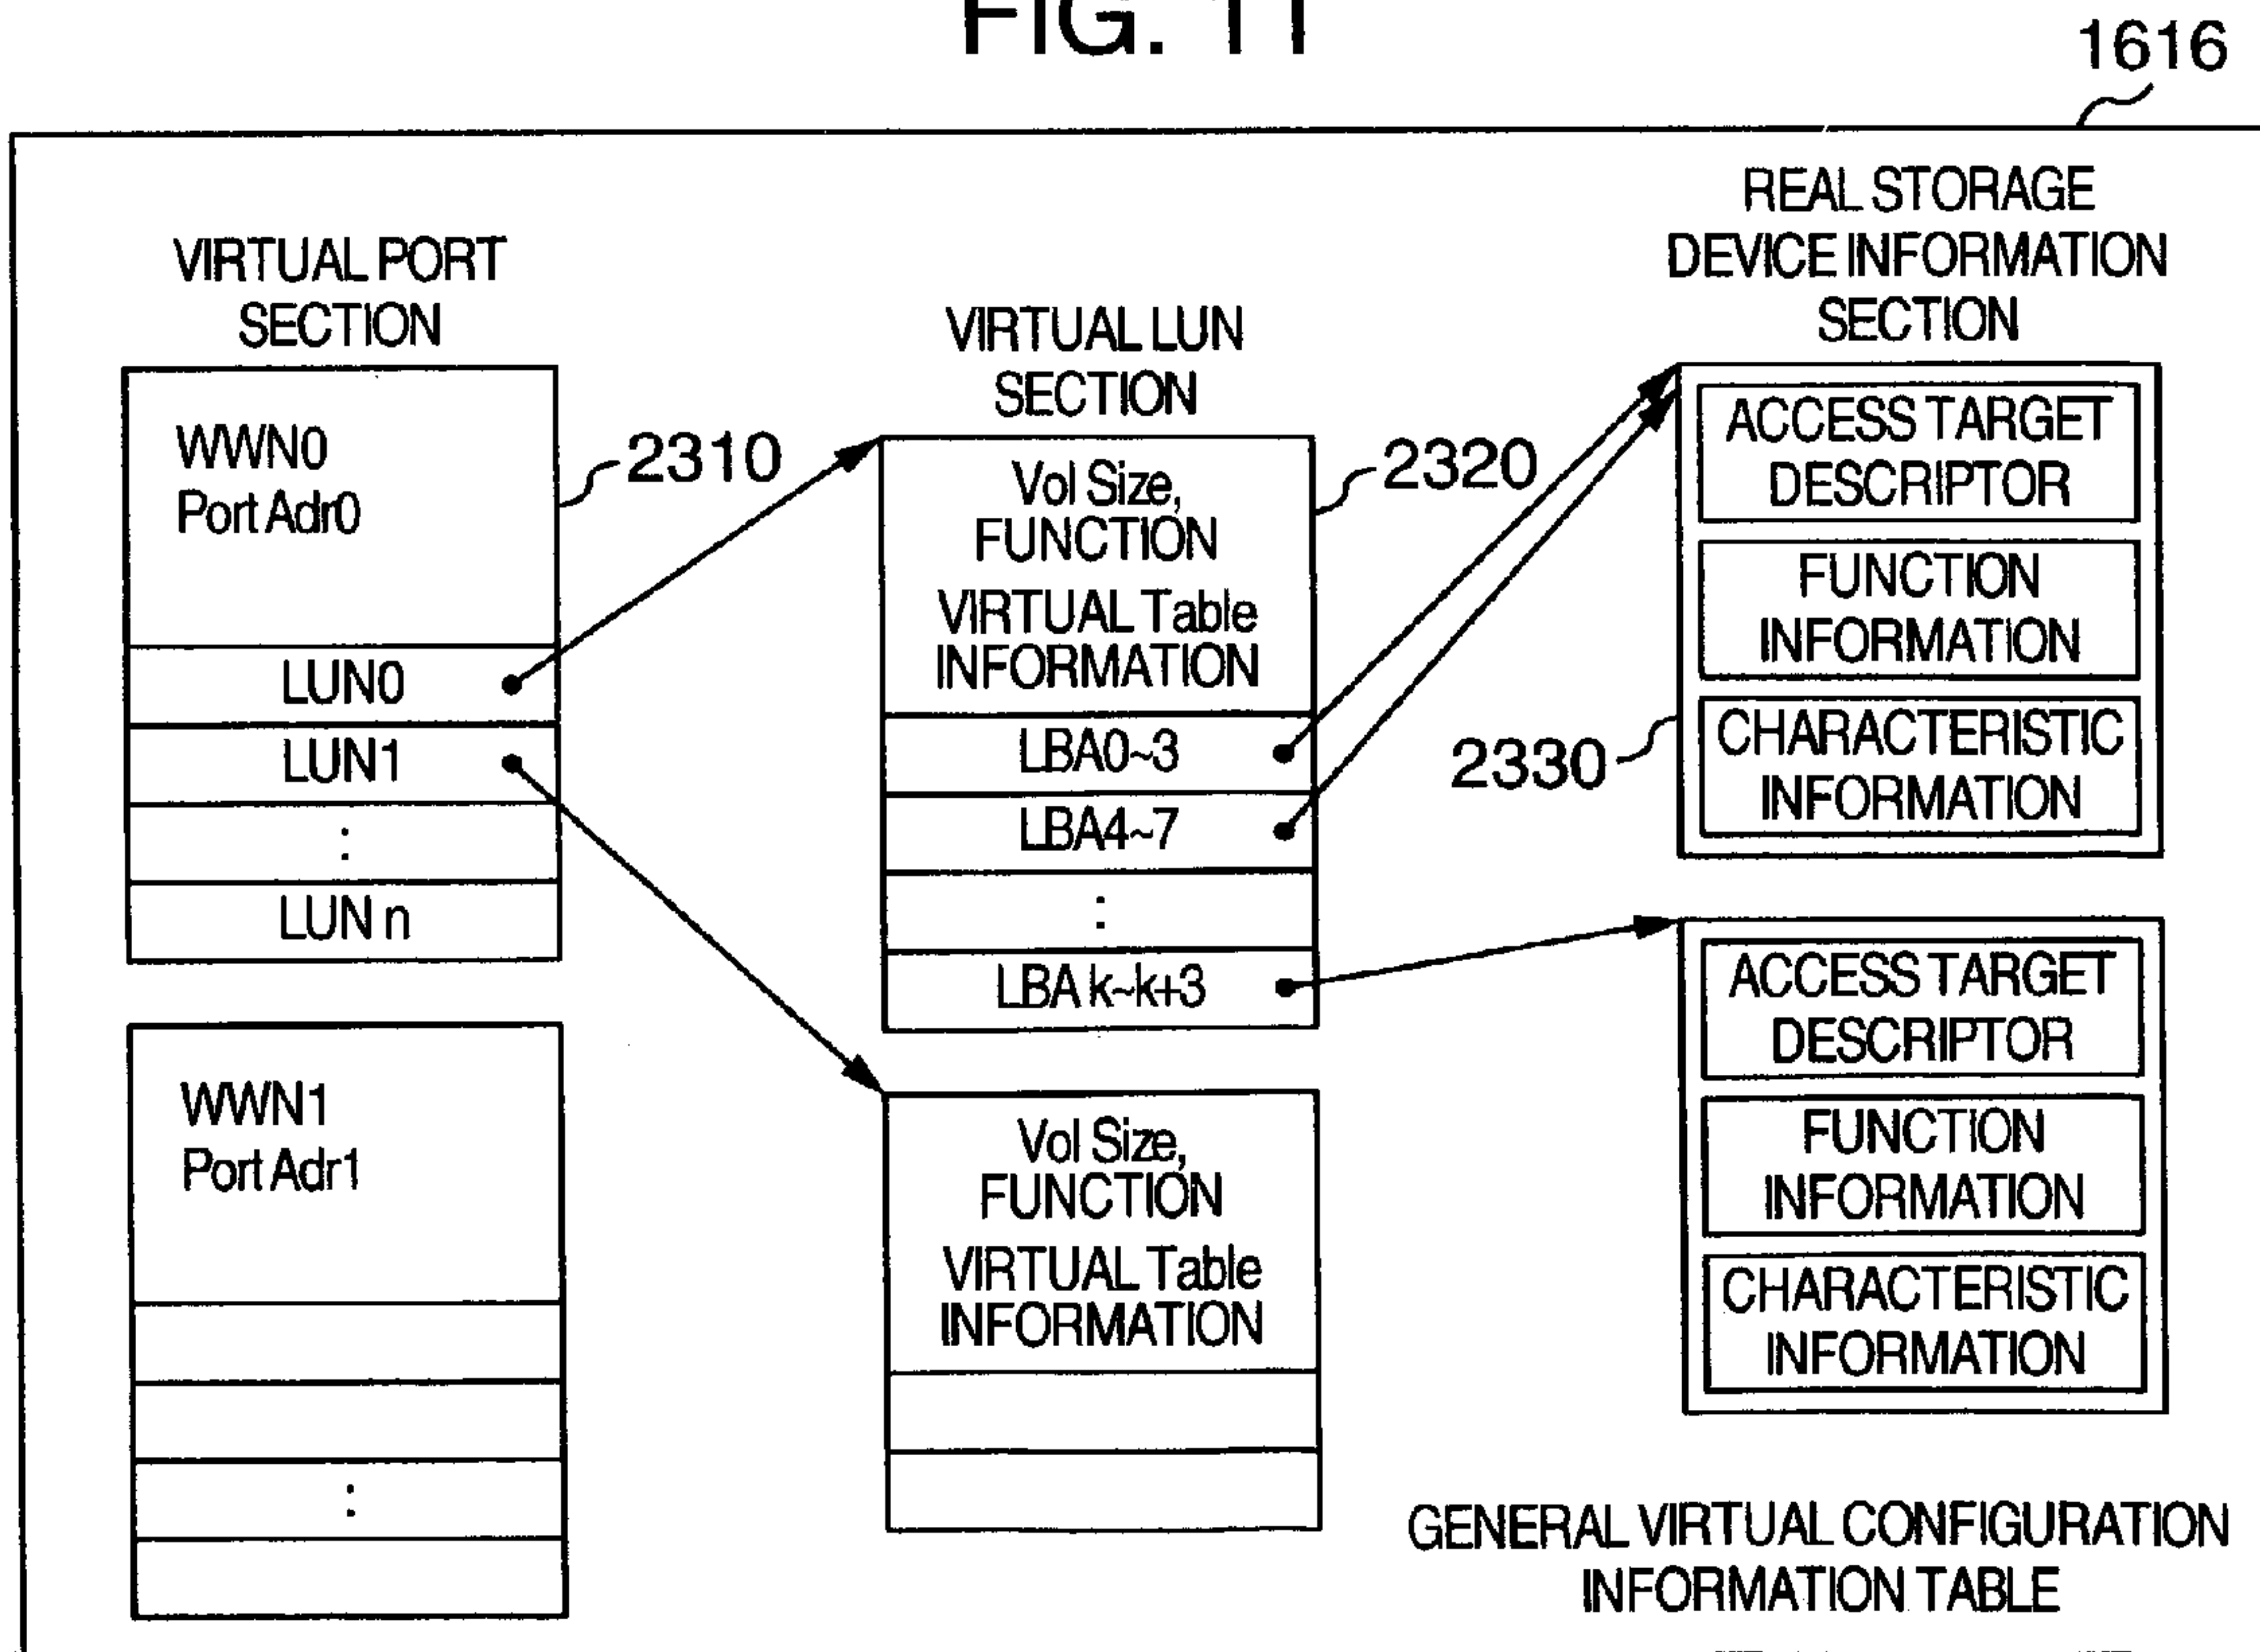 FIG. 11
1616
VIRTUAL PORT
SECTION
WWN0
Port Adr0
2310
LUN0
LUN1
:
LUN n
WWN1
Port Adr1
:
VIRTUAL LUN
SECTION
Vol Size,
FUNCTION
VIRTUAL Table
INFORMATION
2320
LBA0~3
LBA4~7
:
LBA k~k+3
Vol Size,
FUNCTION
VIRTUAL Table
INFORMATION
REAL STORAGE
DEVICE INFORMATION
SECTION
ACCESS TARGET
DESCRIPTOR
FUNCTION
INFORMATION
CHARACTERISTIC
INFORMATION
2330
ACCESS TARGET
DESCRIPTOR
FUNCTION
INFORMATION
CHARACTERISTIC
INFORMATION
GENERAL VIRTUAL CONFIGURATION
INFORMATION TABLE